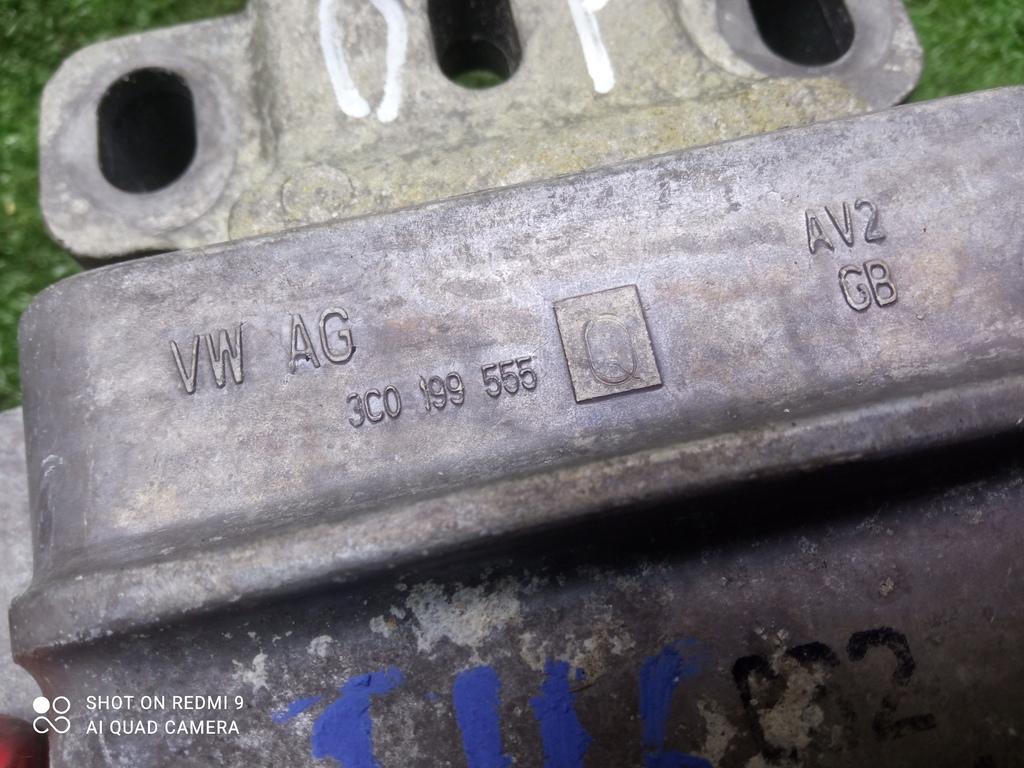 VW AG
3C0 199 555
Q
AV2
GB
SHOT ON REDMI 9
AI QUAD CAMERA